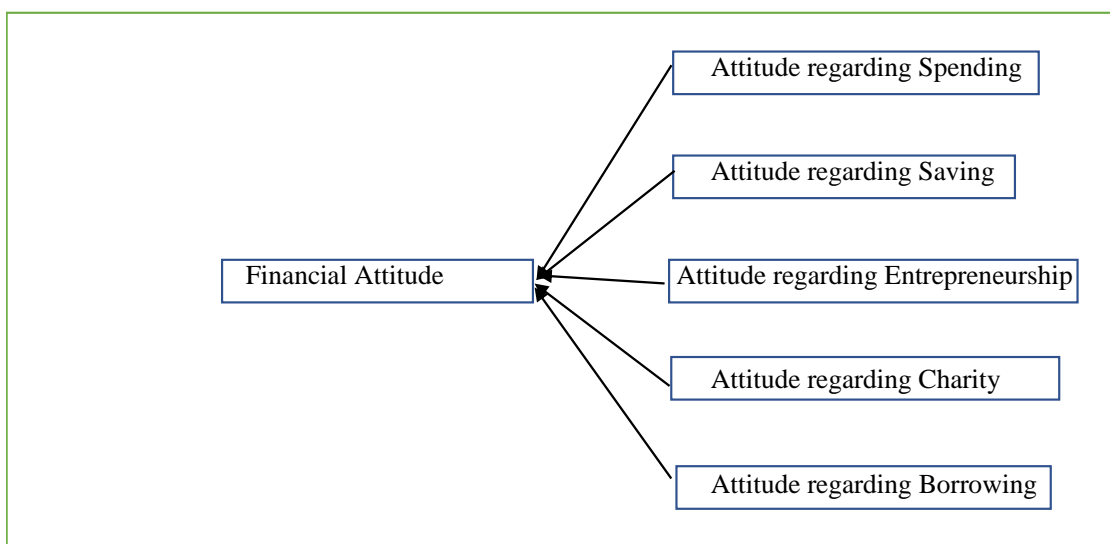 Attitude regarding Spending
Attitude regarding Saving
Financial Attitude
Attitude regarding Entrepreneurship
Attitude regarding Charity
Attitude regarding Borrowing